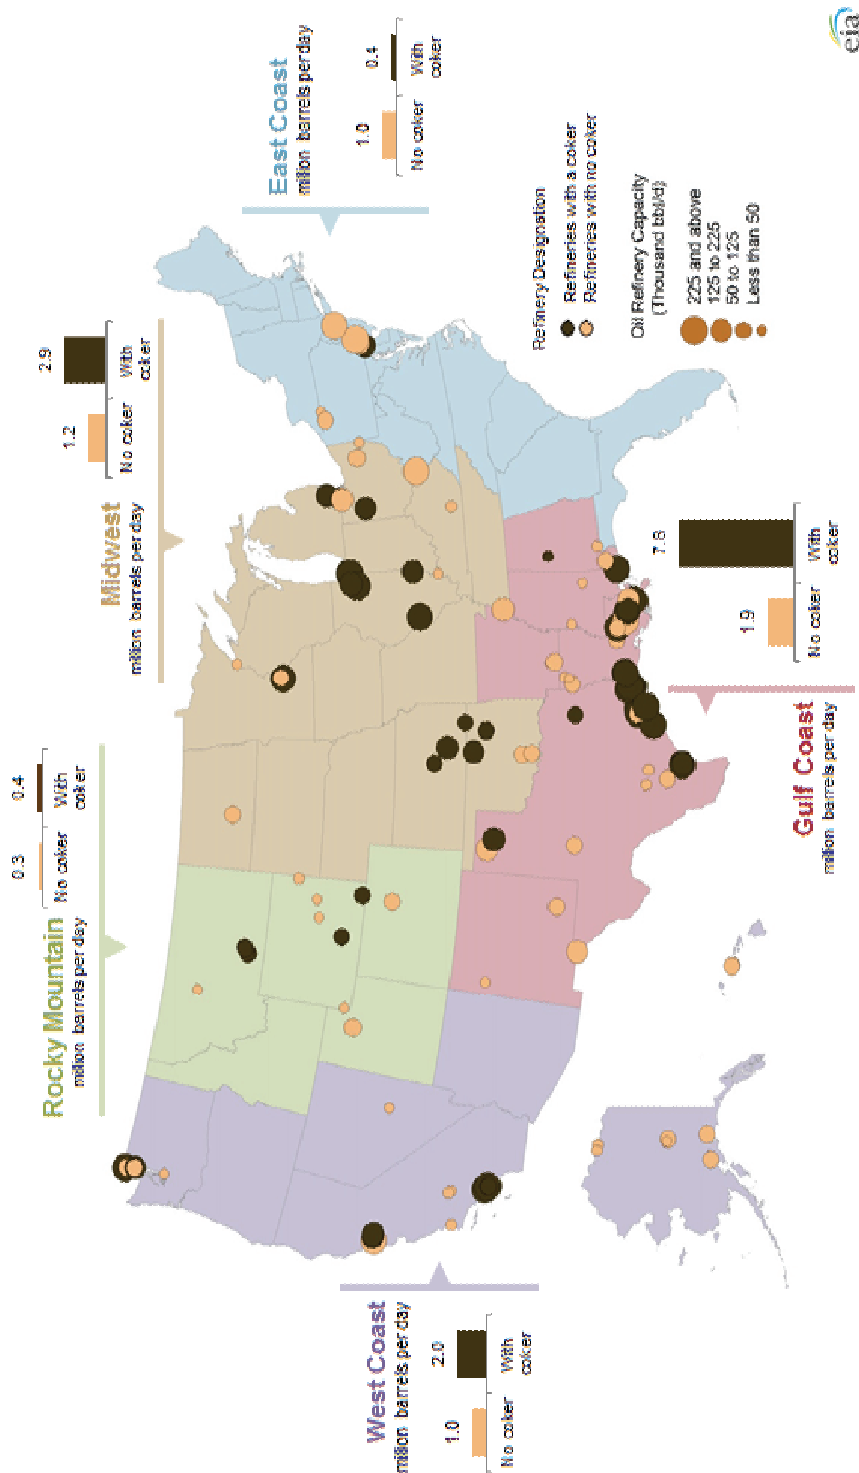 West Coast
million barrels per day
1.0
2.0
No coker
With
coker
Rocky Mountain
million barrels per day
0.3
0.4
No coker
With
coker
Midwest
million barrels per day
1.2
2.9
No coker
With
coker
East Coast
million barrels per day
1.0
0.4
No coker
With
coker
Gulf Coast
million barrels per day
1.9
7.8
No coker
With
coker
Refinery Designation
Refineries with a coker
Refineries with no coker
Oil Refinery Capacity
(Thousand bbl/d)
225 and above
125 to 225
50 to 125
Less than 50
eia